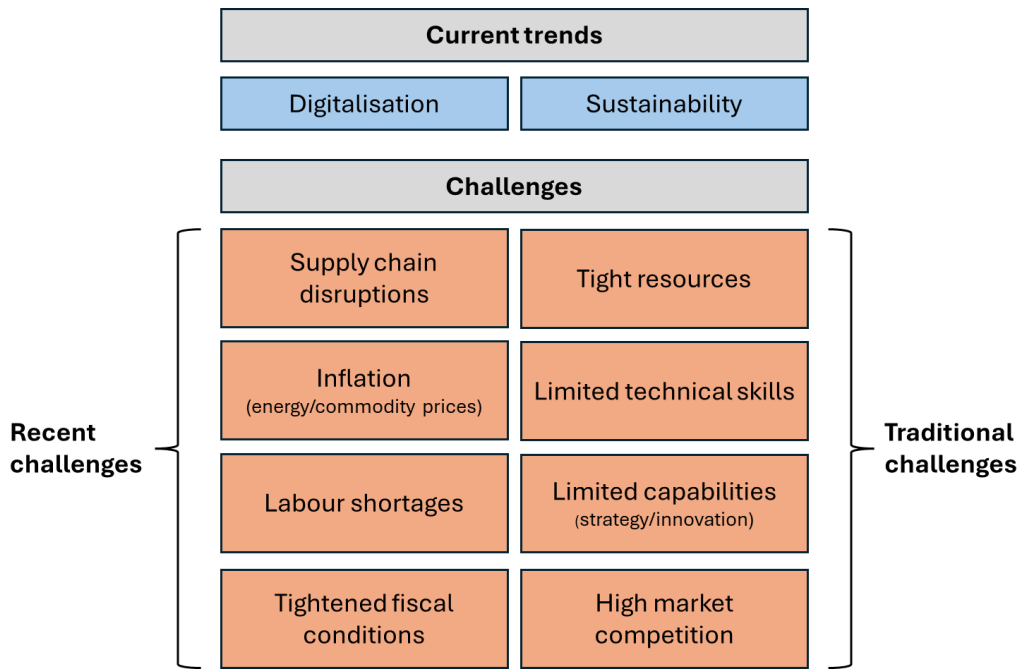 Current trends
Digitalisation
Sustainability
Challenges
Recent
challenges
Supply chain
disruptions
Tight resources
Inflation
(energy/commodity prices)
Limited technical skills
Labour shortages
Limited capabilities
(strategy/innovation)
Tightened fiscal
conditions
High market
competition
Traditional
challenges